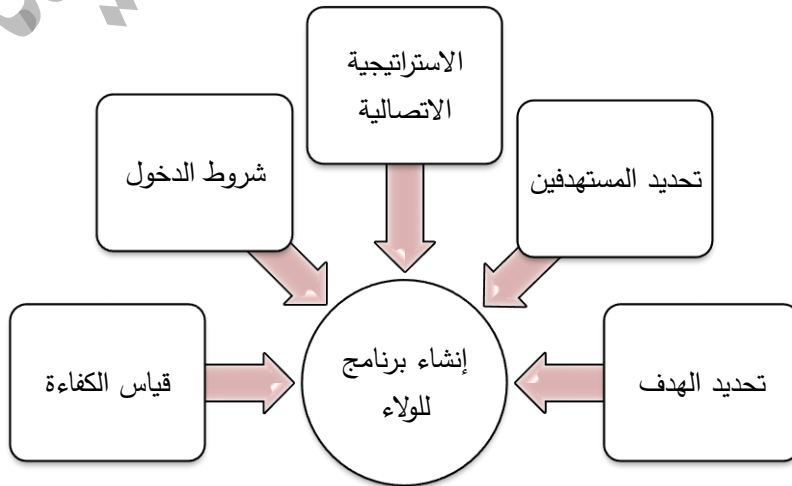 الاستراتيجية
الاتصالية
تحديد المستهدفين
شروط الدخول
تحديد الهدف
إنشاء برنامج
للولاء
قياس الكفاءة